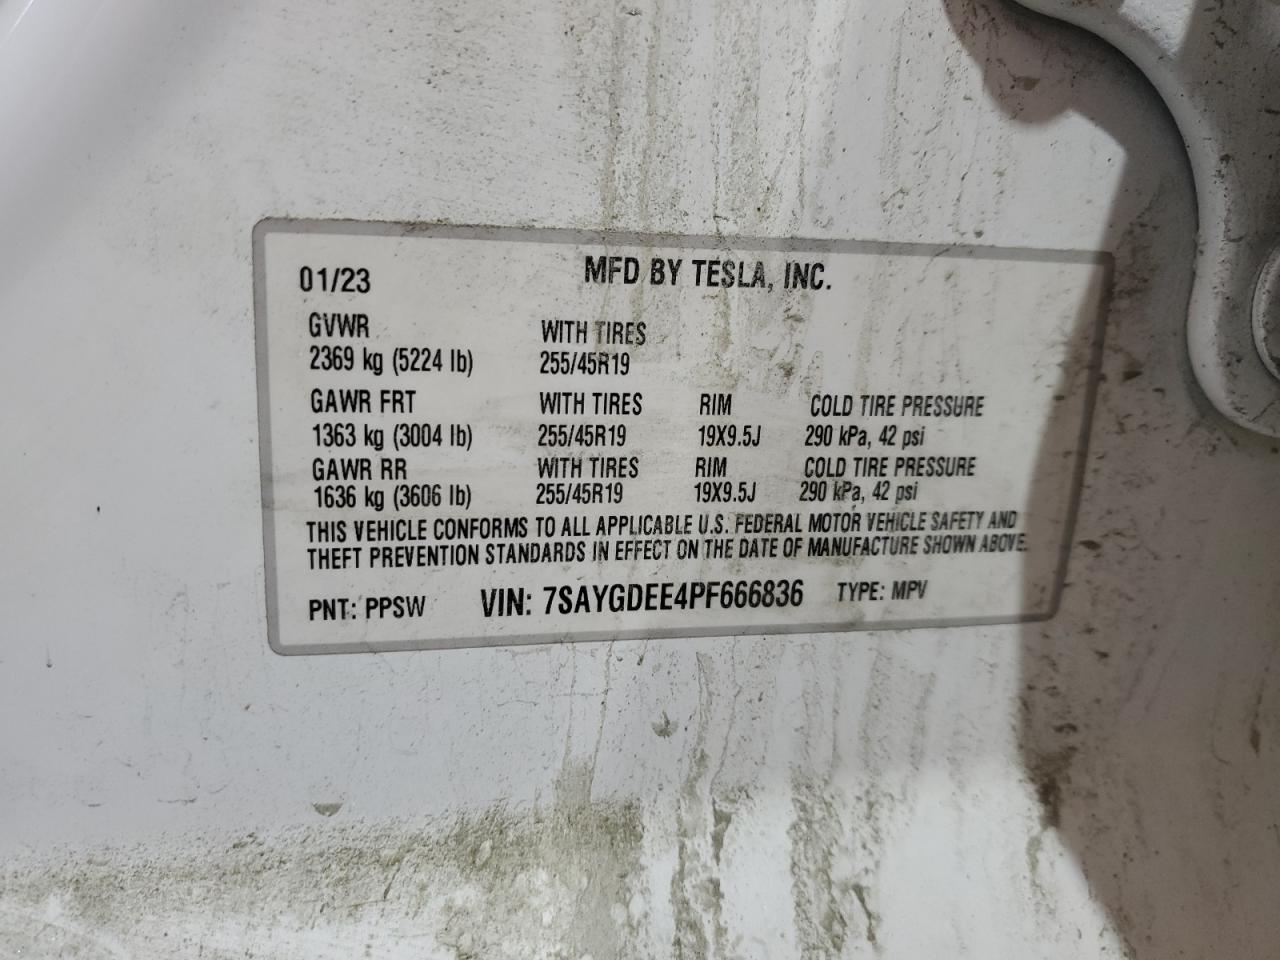 01/23 MFD BY TESLA, INC.
GVWR WITH TIRES
2369 kg (5224 lb) 255/45R19
GAWR FRT WITH TIRES RIM COLD TIRE PRESSURE
1363 kg (3004 lb) 255/45R19 19X9.5J 290 kPa, 42 psi
GAWR RR WITH TIRES RIM COLD TIRE PRESSURE
1636 kg (3606 lb) 255/45R19 19X9.5J 290 kPa, 42 psi
THIS VEHICLE CONFORMS TO ALL APPLICABLE U.S. FEDERAL MOTOR VEHICLE SAFETY AND
THEFT PREVENTION STANDARDS IN EFFECT ON THE DATE OF MANUFACTURE SHOWN ABOVE.
PNT: PPSW VIN: 7SAYGDEE4PF666836 TYPE: MPV